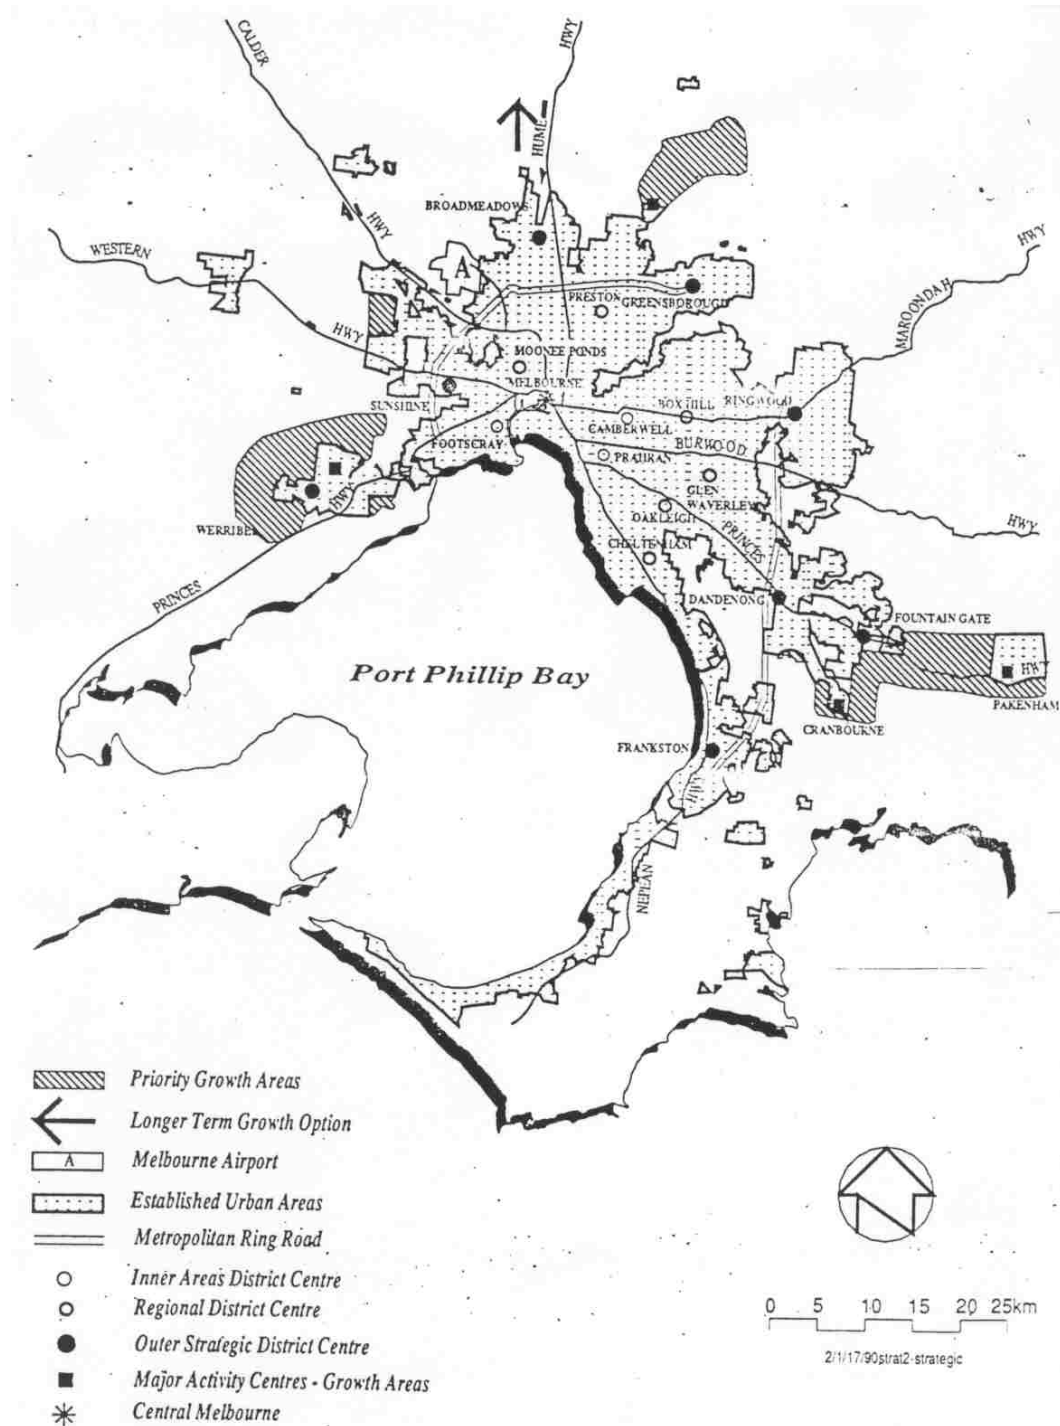 CALDER
HWY
HUME
BROADMEADOWS
HWY
WESTERN
A
HWY
MAROONDAH
PRESTON
GREENSBOROUGH
HWY
MOONEE PONDS
MELBOURNE
SUNSHINE
BOX HILL
RINGWOOD
CAMBERWELL
FOOTSCRAY
BURWOOD
PRAHRAN
GLEN
WAVERLEY
HWY
OAKLEIGH
PRINCES
HWY
WERRIBEE
CHELTENHAM
PRINCES
DANDENONG
FOUNTAIN GATE
Port Phillip Bay
HWY
PAKENHAM
CRANBOURNE
FRANKSTON
NEPEAN
Priority Growth Areas
Longer Term Growth Option
A Melbourne Airport
Established Urban Areas
Metropolitan Ring Road
Inner Areas District Centre
Regional District Centre
Outer Strategic District Centre
Major Activity Centres - Growth Areas
Central Melbourne
0 5 10 15 20 25km
2/1/17/90strat2-strategic